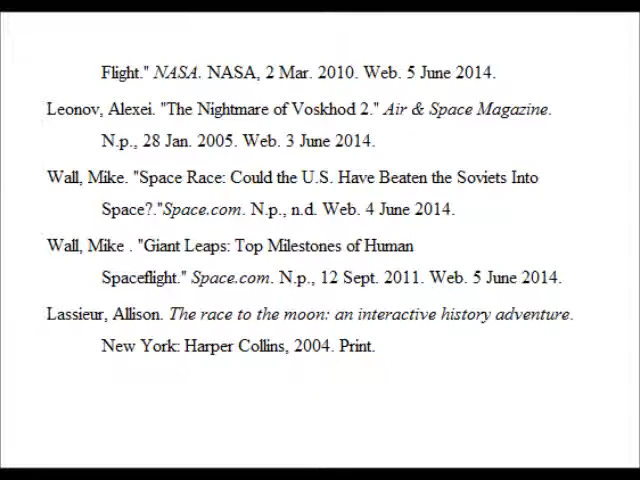 Flight." NASA. NASA, 2 Mar. 2010. Web. 5 June 2014.
Leonov, Alexei. "The Nightmare of Voskhod 2." Air & Space Magazine.
N.p., 28 Jan. 2005. Web. 3 June 2014.
Wall, Mike. "Space Race: Could the U.S. Have Beaten the Soviets Into
Space?."Space.com. N.p., n.d. Web. 4 June 2014.
Wall, Mike . "Giant Leaps: Top Milestones of Human
Spaceflight." Space.com. N.p., 12 Sept. 2011. Web. 5 June 2014.
Lassieur, Allison. The race to the moon: an interactive history adventure.
New York: Harper Collins, 2004. Print.